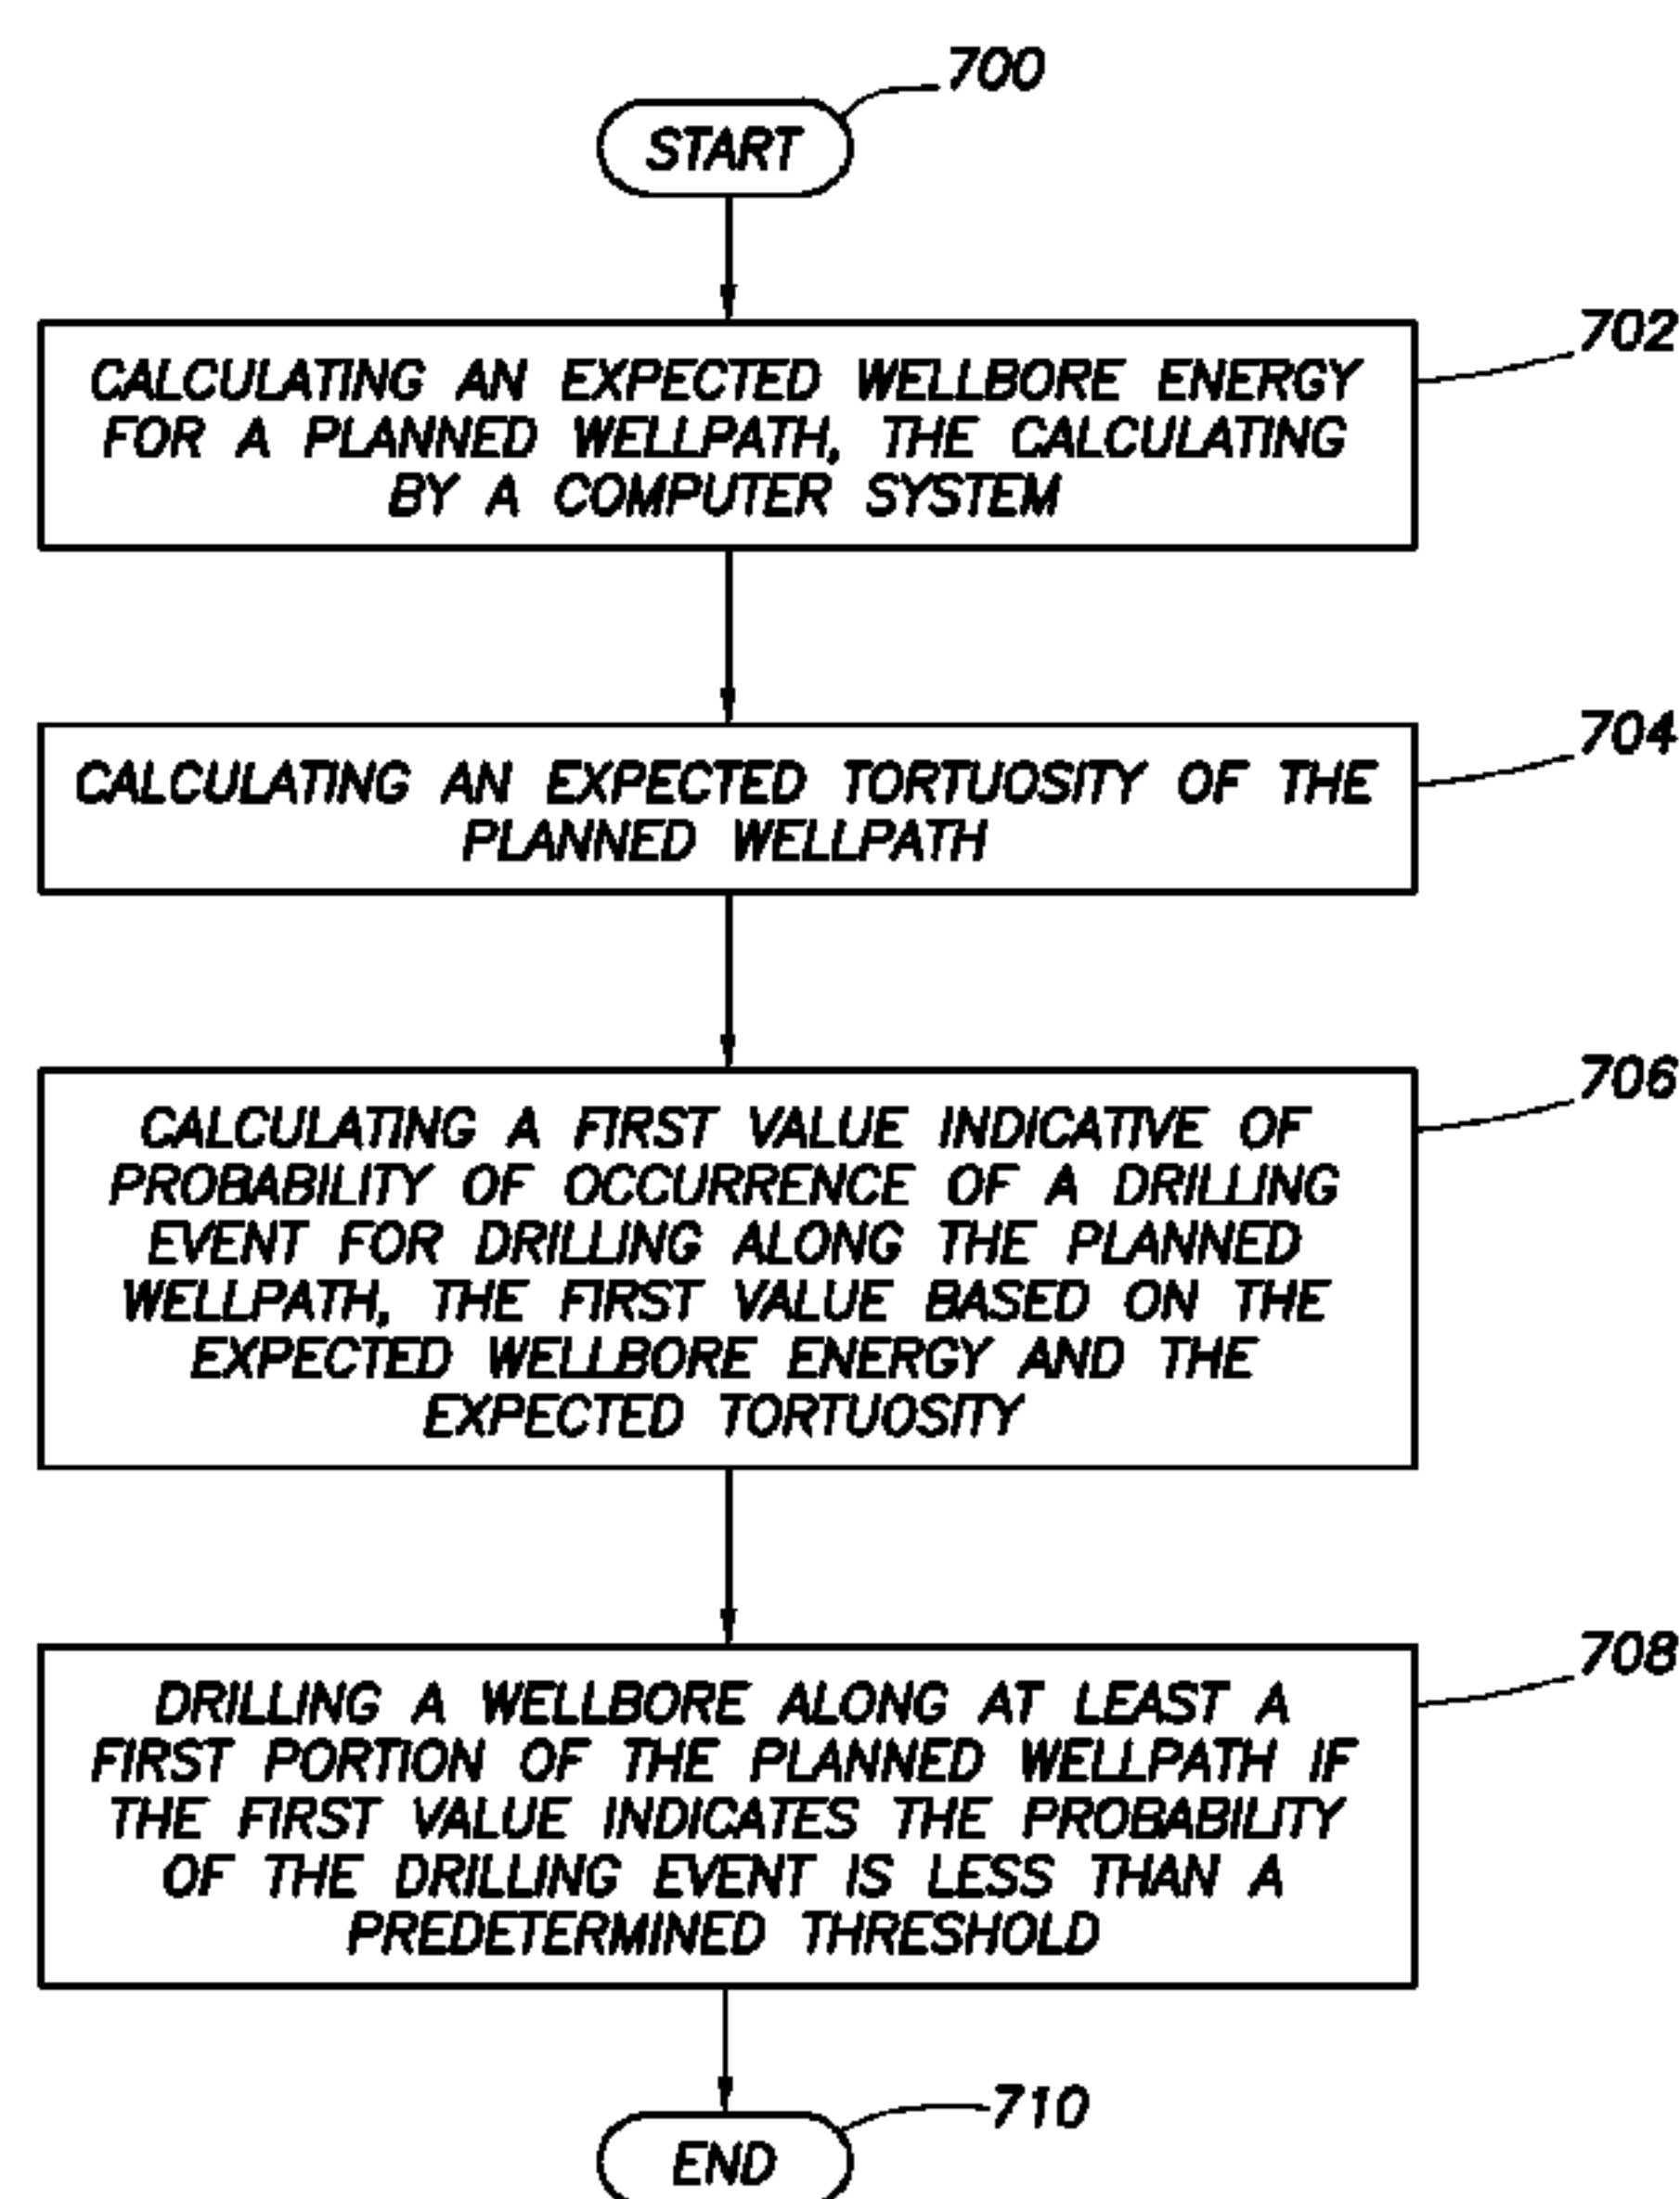 700
START
702
CALCULATING AN EXPECTED WELLBORE ENERGY
FOR A PLANNED WELLPATH, THE CALCULATING
BY A COMPUTER SYSTEM
704
CALCULATING AN EXPECTED TORTUOSITY OF THE
PLANNED WELLPATH
706
CALCULATING A FIRST VALUE INDICATIVE OF
PROBABILITY OF OCCURRENCE OF A DRILLING
EVENT FOR DRILLING ALONG THE PLANNED
WELLPATH, THE FIRST VALUE BASED ON THE
EXPECTED WELLBORE ENERGY AND THE
EXPECTED TORTUOSITY
708
DRILLING A WELLBORE ALONG AT LEAST A
FIRST PORTION OF THE PLANNED WELLPATH IF
THE FIRST VALUE INDICATES THE PROBABILITY
OF THE DRILLING EVENT IS LESS THAN A
PREDETERMINED THRESHOLD
710
END